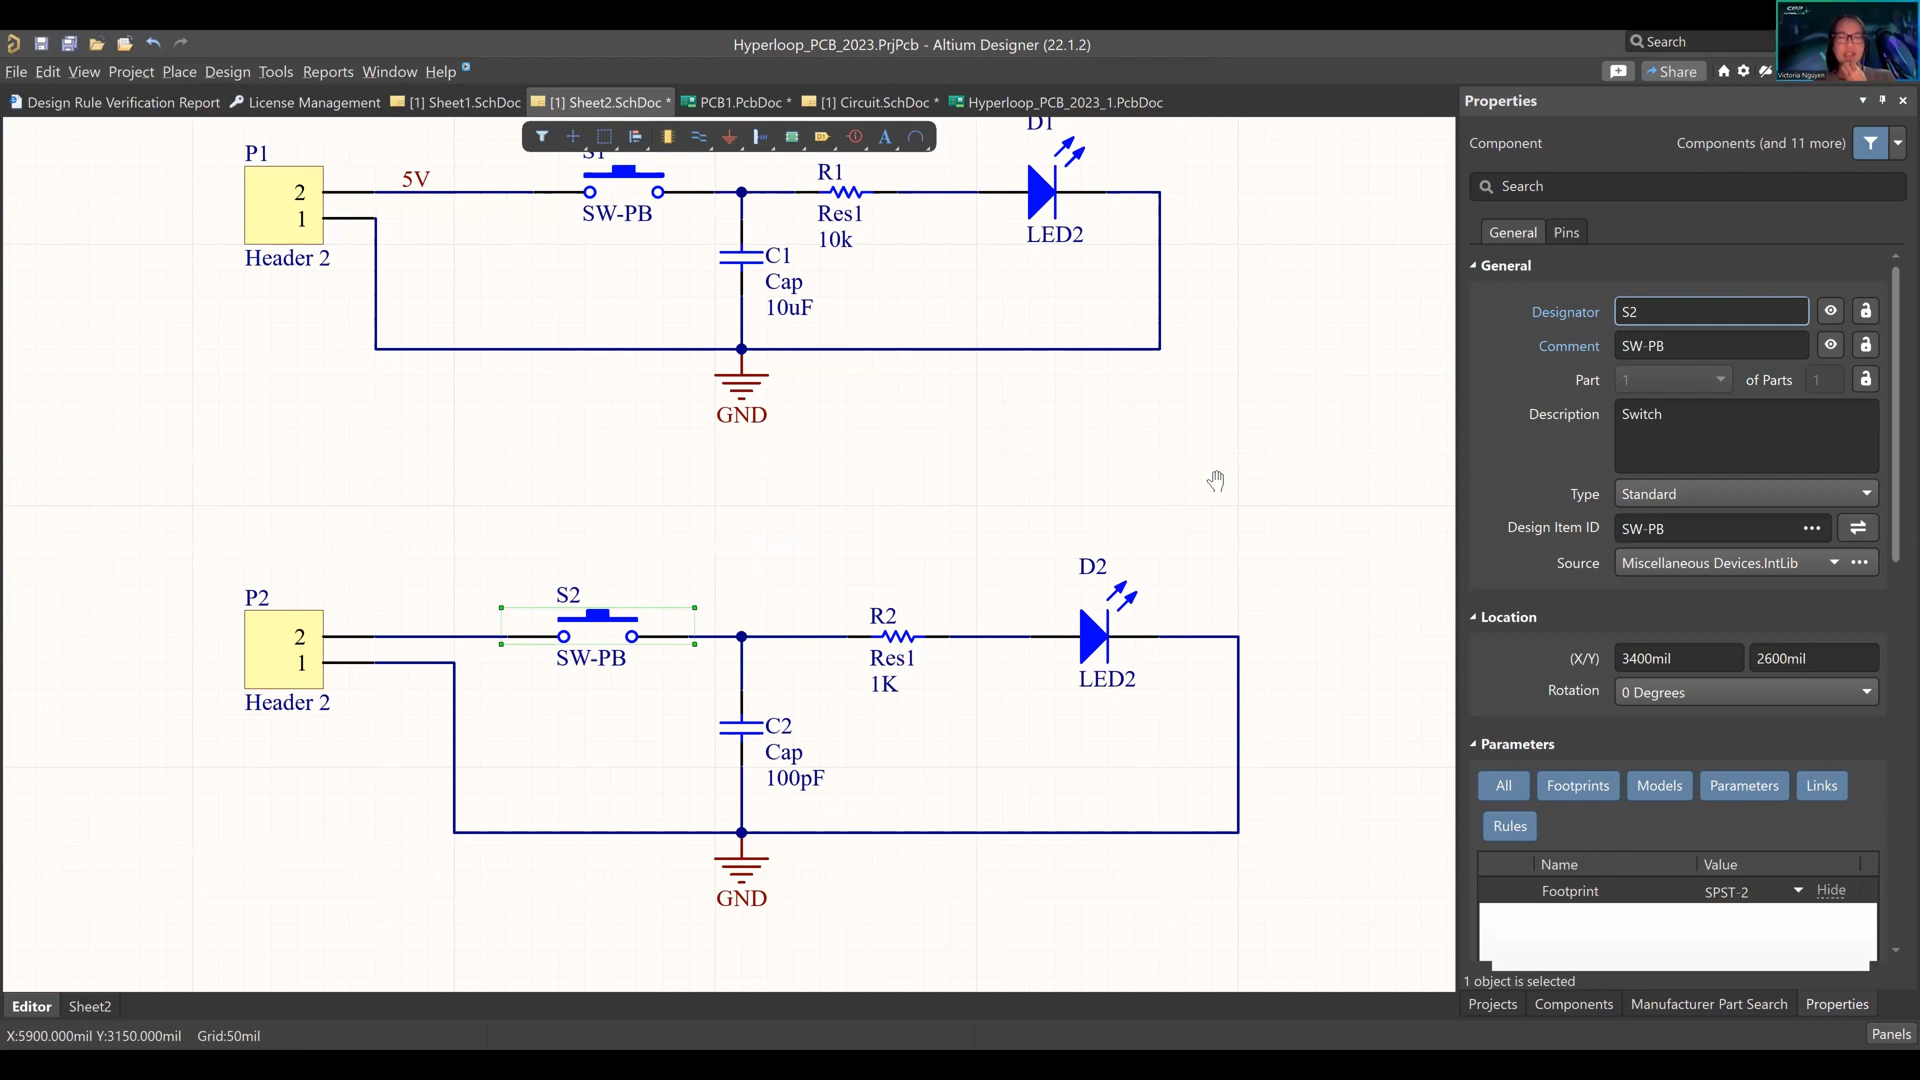 Hyperloop_PCB_2023.PrjPcb - Altium Designer (22.1.2)
Search
CPP
Victoria Nguyen
File Edit View Project Place Design Tools Reports Window Help
Share
Design Rule Verification Report License Management [1] Sheet1.SchDoc [1] Sheet2.SchDoc * PCB1.PcbDoc * [1] Circuit.SchDoc * Hyperloop_PCB_2023_1.PcbDoc
Properties
Component Components (and 11 more)
Search
General Pins
General
Designator S2
Comment SW-PB
Part 1 of Parts 1
Description Switch
Type Standard
Design Item ID SW-PB
Source Miscellaneous Devices.IntLib
Location
(X/Y) 3400mil 2600mil
Rotation 0 Degrees
Parameters
All Footprints Models Parameters Links
Rules
Name Value
Footprint SPST-2 Hide
1 object is selected
Projects Components Manufacturer Part Search Properties
Panels
P1
2
1
Header 2
5V
S1
SW-PB
R1
Res1
10k
D1
LED2
C1
Cap
10uF
GND
P2
2
1
Header 2
S2
SW-PB
R2
Res1
1K
D2
LED2
C2
Cap
100pF
GND
Editor Sheet2
X:5900.000mil Y:3150.000mil Grid:50mil